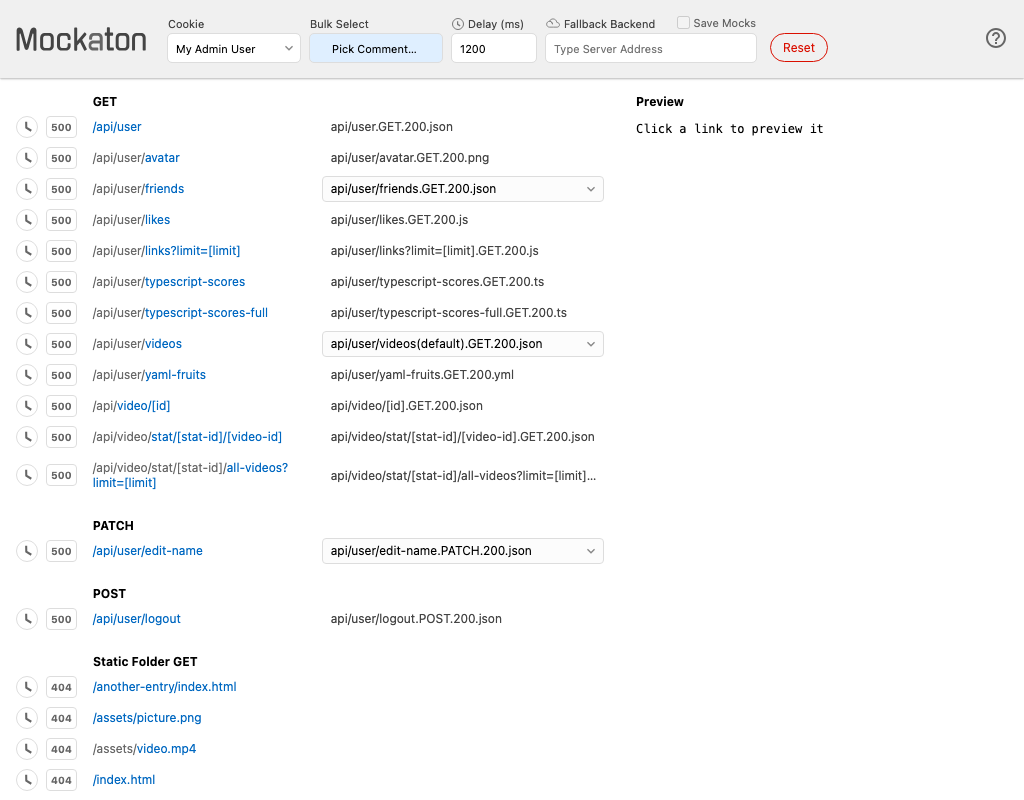 Mockaton
Cookie
My Admin User
Bulk Select
Pick Comment...
Delay (ms)
1200
Fallback Backend
Type Server Address
Save Mocks
Reset
?
GET
500 /api/user api/user.GET.200.json
500 /api/user/avatar api/user/avatar.GET.200.png
500 /api/user/friends api/user/friends.GET.200.json
500 /api/user/likes api/user/likes.GET.200.js
500 /api/user/links?limit=[limit] api/user/links?limit=[limit].GET.200.js
500 /api/user/typescript-scores api/user/typescript-scores.GET.200.ts
500 /api/user/typescript-scores-full api/user/typescript-scores-full.GET.200.ts
500 /api/user/videos api/user/videos(default).GET.200.json
500 /api/user/yaml-fruits api/user/yaml-fruits.GET.200.yml
500 /api/video/[id] api/video/[id].GET.200.json
500 /api/video/stat/[stat-id]/[video-id] api/video/stat/[stat-id]/[video-id].GET.200.json
500 /api/video/stat/[stat-id]/all-videos?
limit=[limit] api/video/stat/[stat-id]/all-videos?limit=[limit]...
PATCH
500 /api/user/edit-name api/user/edit-name.PATCH.200.json
POST
500 /api/user/logout api/user/logout.POST.200.json
Static Folder GET
404 /another-entry/index.html
404 /assets/picture.png
404 /assets/video.mp4
404 /index.html
Preview
Click a link to preview it